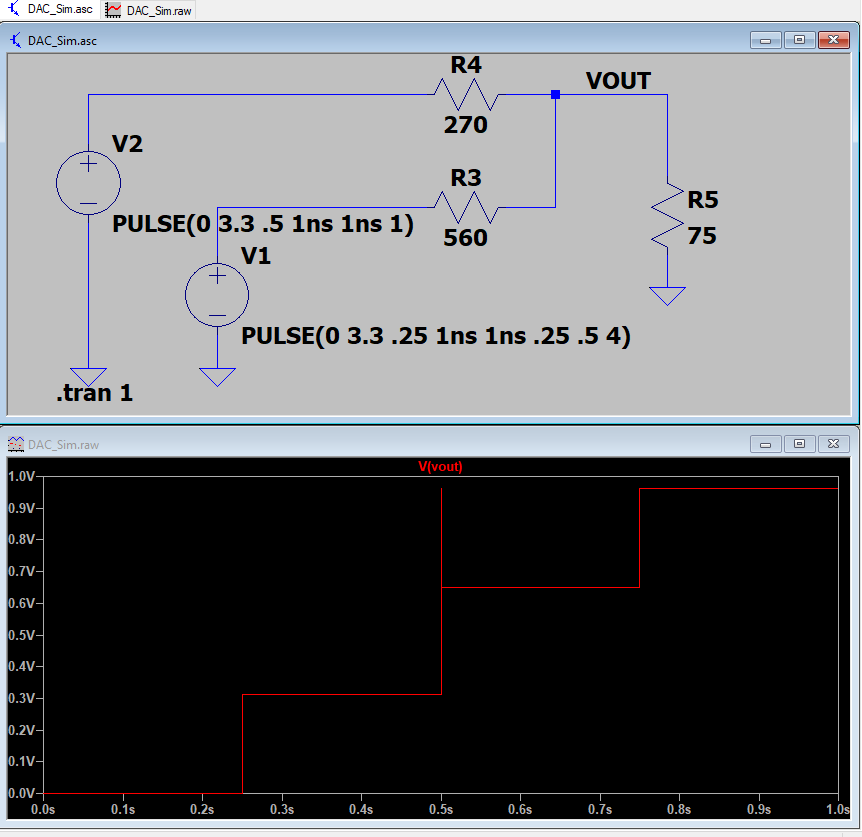 DAC_Sim.asc DAC_Sim.raw
DAC_Sim.asc
R4
VOUT
270
V2
R3
R5
PULSE(0 3.3 .5 1ns 1ns 1)
560
75
V1
PULSE(0 3.3 .25 1ns 1ns .25 .5 4)
.tran 1
DAC_Sim.raw
V(vout)
1.0V
0.9V
0.8V
0.7V
0.6V
0.5V
0.4V
0.3V
0.2V
0.1V
0.0V
0.0s 0.1s 0.2s 0.3s 0.4s 0.5s 0.6s 0.7s 0.8s 0.9s 1.0s